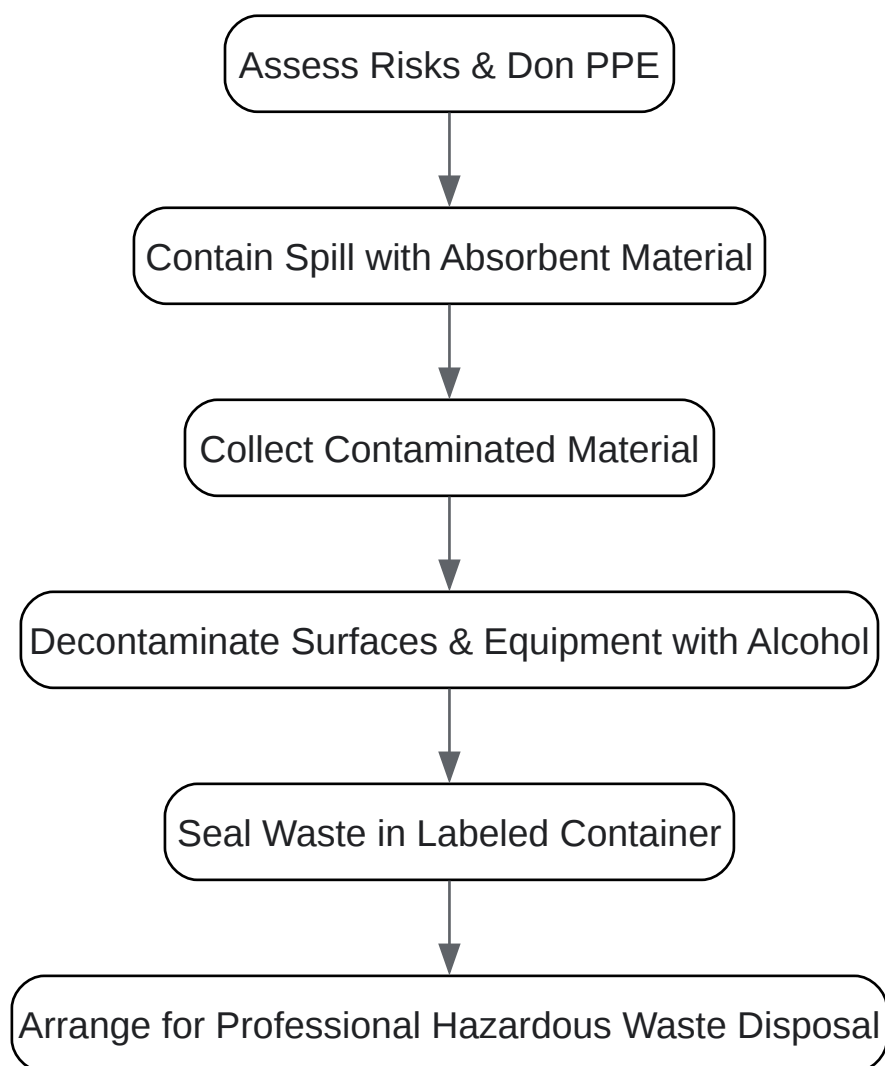 Assess Risks & Don PPE
Contain Spill with Absorbent Material
Collect Contaminated Material
Decontaminate Surfaces & Equipment with Alcohol
Seal Waste in Labeled Container
Arrange for Professional Hazardous Waste Disposal